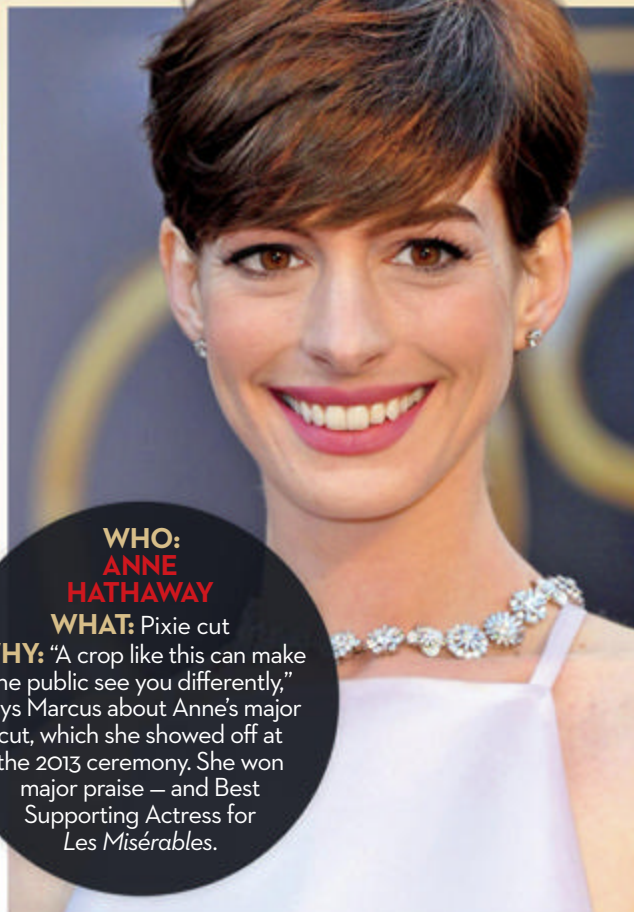 WHO:
ANNE
HATHAWAY
WHAT: Pixie cut
HY: “A crop like this can make
he public see you differently,”
ys Marcus about Anne’s major
cut, which she showed off at
the 2013 ceremony. She won
major praise — and Best
Supporting Actress for
Les Misérables.